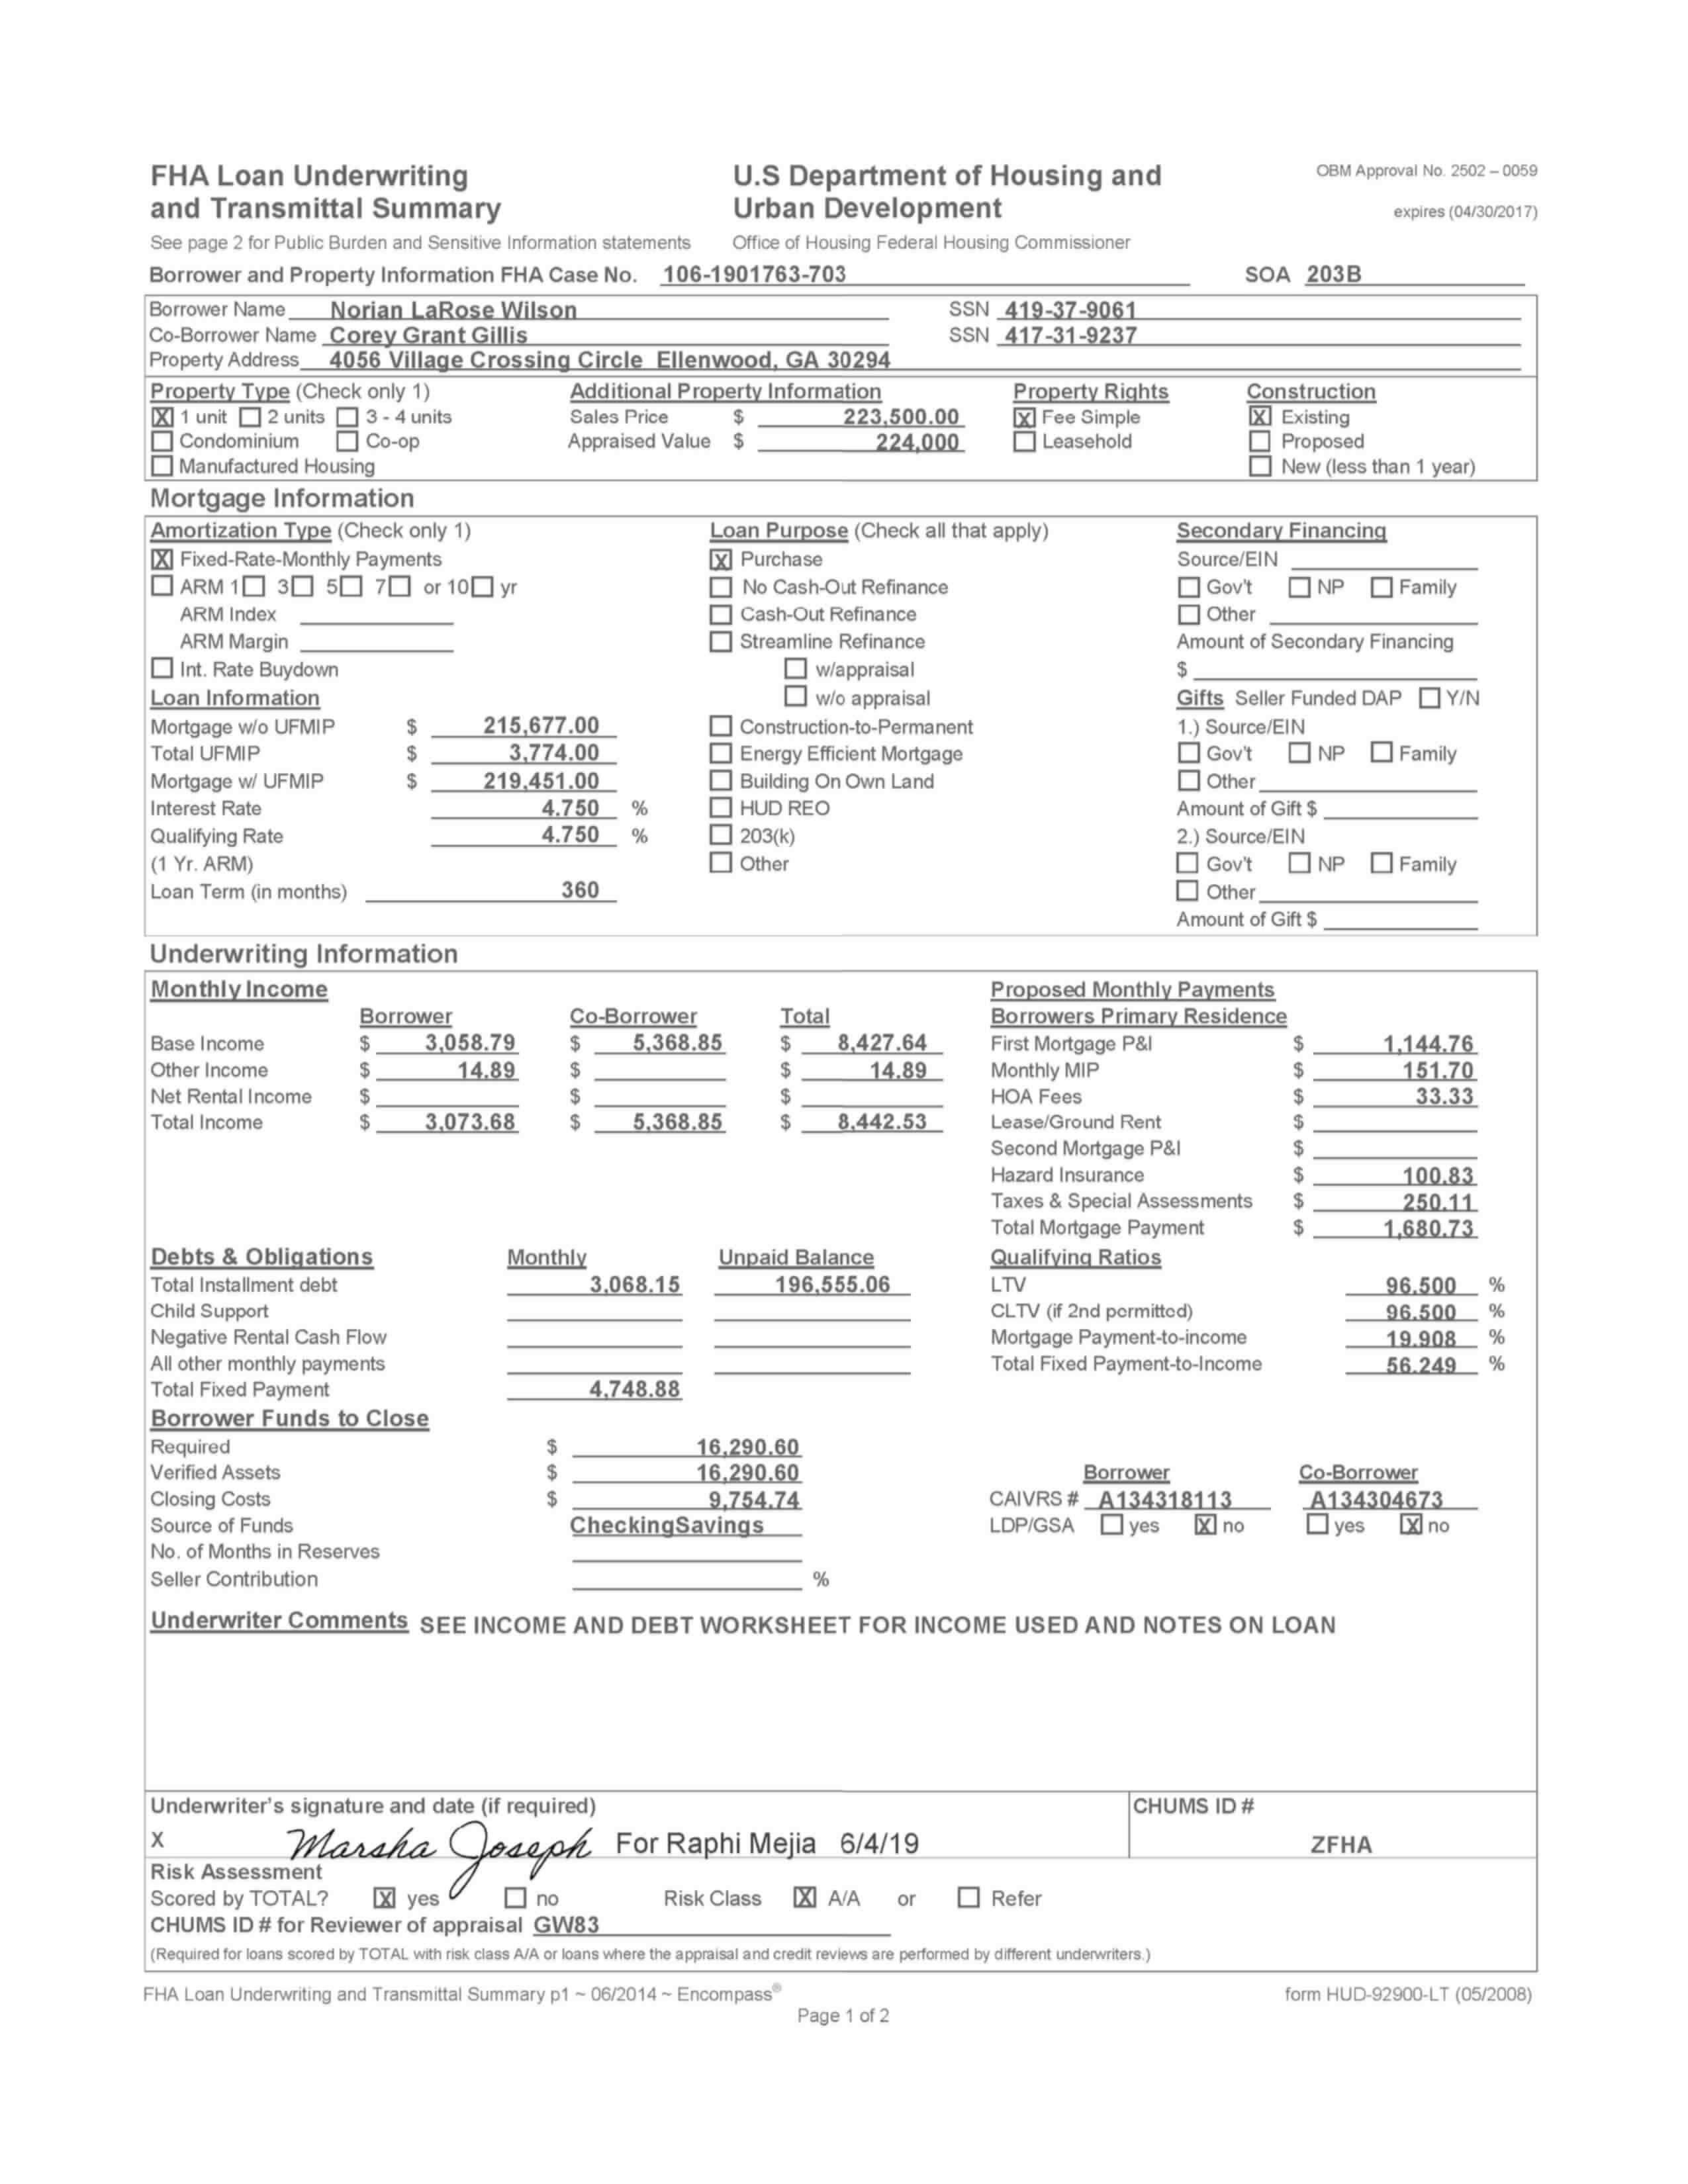 FHA Loan Underwriting and Transmittal Summary
U.S Department of Housing and Urban Development
OBM Approval No. 2502 – 0059
expires (04/30/2017)
See page 2 for Public Burden and Sensitive Information statements
Office of Housing Federal Housing Commissioner
Borrower and Property Information FHA Case No. 106-1901763-703 SOA 203B
Borrower Name Norian LaRose Wilson SSN 419-37-9061
Co-Borrower Name Corey Grant Gillis SSN 417-31-9237
Property Address 4056 Village Crossing Circle Ellenwood, GA 30294
Property Type (Check only 1)
X 1 unit 2 units 3 - 4 units
Condominium Co-op
Manufactured Housing
Additional Property Information
Sales Price $ 223,500.00
Appraised Value $ 224,000
Property Rights
X Fee Simple
Leasehold
Construction
X Existing
Proposed
New (less than 1 year)
Mortgage Information
Amortization Type (Check only 1)
X Fixed-Rate-Monthly Payments
ARM 1 3 5 7 or 10 yr
ARM Index
ARM Margin
Int. Rate Buydown
Loan Information
Mortgage w/o UFMIP $ 215,677.00
Total UFMIP $ 3,774.00
Mortgage w/ UFMIP $ 219,451.00
Interest Rate 4.750 %
Qualifying Rate 4.750 %
(1 Yr. ARM)
Loan Term (in months) 360
Loan Purpose (Check all that apply)
X Purchase
No Cash-Out Refinance
Cash-Out Refinance
Streamline Refinance
w/appraisal
w/o appraisal
Construction-to-Permanent
Energy Efficient Mortgage
Building On Own Land
HUD REO
203(k)
Other
Secondary Financing
Source/EIN
Gov't NP Family
Other
Amount of Secondary Financing
$
Gifts Seller Funded DAP Y/N
1.) Source/EIN
Gov't NP Family
Other
Amount of Gift $
2.) Source/EIN
Gov't NP Family
Other
Amount of Gift $
Underwriting Information
Monthly Income
Borrower Co-Borrower Total
Base Income $ 3,058.79 $ 5,368.85 $ 8,427.64
Other Income $ 14.89 $ $ 14.89
Net Rental Income $ $ $
Total Income $ 3,073.68 $ 5,368.85 $ 8,442.53
Proposed Monthly Payments
Borrowers Primary Residence
First Mortgage P&I $ 1,144.76
Monthly MIP $ 151.70
HOA Fees $ 33.33
Lease/Ground Rent $
Second Mortgage P&I $
Hazard Insurance $ 100.83
Taxes & Special Assessments $ 250.11
Total Mortgage Payment $ 1,680.73
Debts & Obligations Monthly Unpaid Balance
Total Installment debt 3,068.15 196,555.06
Child Support
Negative Rental Cash Flow
All other monthly payments
Total Fixed Payment 4,748.88
Qualifying Ratios
LTV 96.500 %
CLTV (if 2nd permitted) 96.500 %
Mortgage Payment-to-income 19.908 %
Total Fixed Payment-to-Income 56.249 %
Borrower Funds to Close
Required $ 16,290.60
Verified Assets $ 16,290.60
Closing Costs $ 9,754.74
Source of Funds CheckingSavings
No. of Months in Reserves
Seller Contribution %
Borrower Co-Borrower
CAIVRS # A134318113 A134304673
LDP/GSA yes X no yes X no
Underwriter Comments SEE INCOME AND DEBT WORKSHEET FOR INCOME USED AND NOTES ON LOAN
Underwriter's signature and date (if required)
X Marsha Joseph For Raphi Mejia 6/4/19
CHUMS ID #
ZFHA
Risk Assessment
Scored by TOTAL? X yes no Risk Class X A/A or Refer
CHUMS ID # for Reviewer of appraisal GW83
(Required for loans scored by TOTAL with risk class A/A or loans where the appraisal and credit reviews are performed by different underwriters.)
FHA Loan Underwriting and Transmittal Summary p1 ~ 06/2014 ~ Encompass®
form HUD-92900-LT (05/2008)
Page 1 of 2